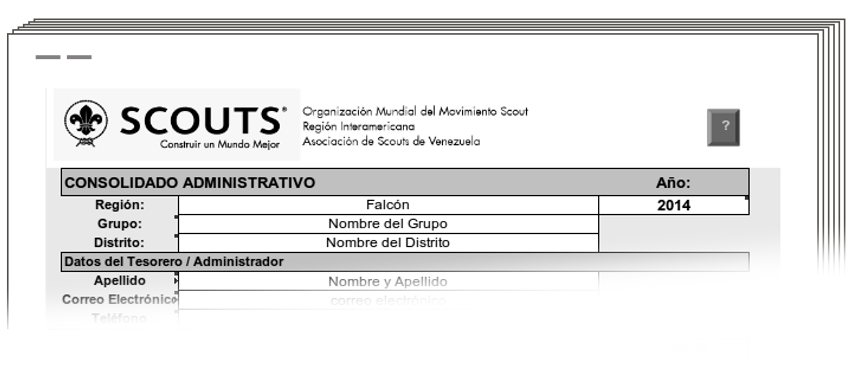 SCOUTS®
Construir un Mundo Mejor
Organización Mundial del Movimiento Scout
Región Interamericana
Asociación de Scouts de Venezuela
?
CONSOLIDADO ADMINISTRATIVO Año:
Región: Falcón 2014
Grupo: Nombre del Grupo
Distrito: Nombre del Distrito
Datos del Tesorero / Administrador
Apellido Nombre y Apellido
Correo Electrónico correo electrónico
Teléfono